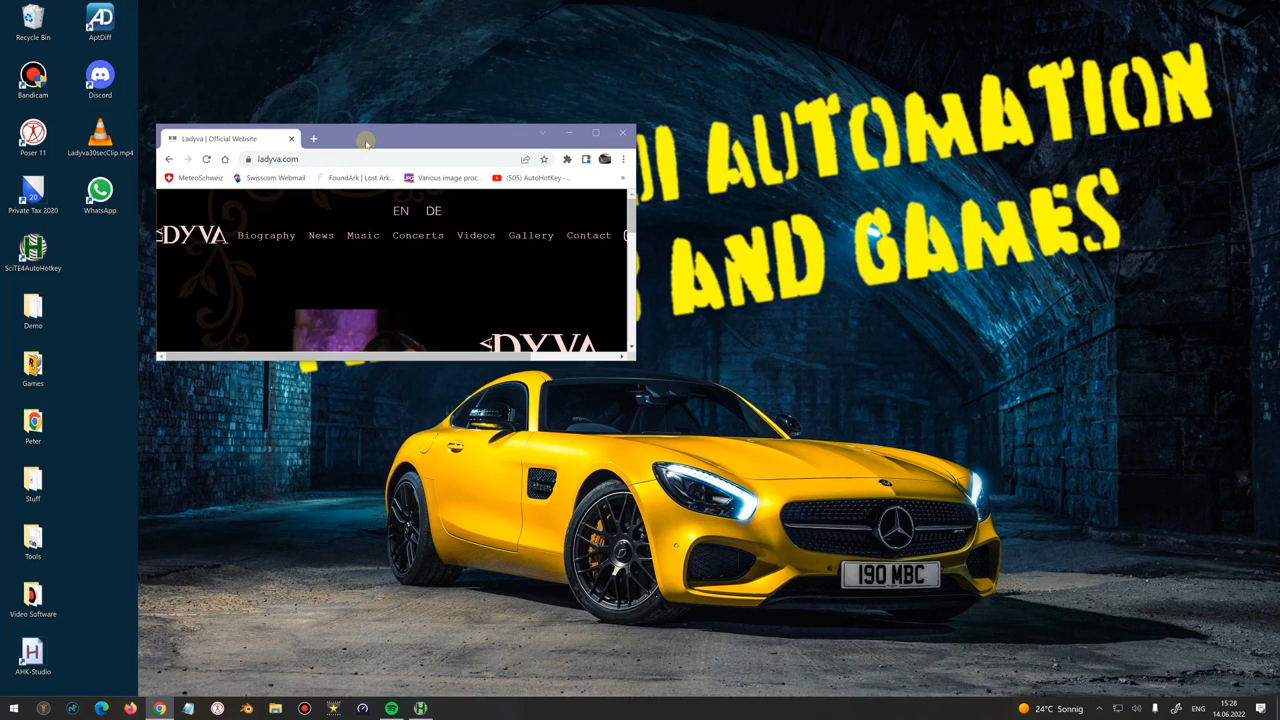 Recycle Bin
AptDiff
Bandicam
Discord
Poser 11
Ladyva30secClip.mp4
Private Tax 2020
WhatsApp
SciTE4AutoHotkey
Demo
Games
Peter
Stuff
Tools
Video Software
AHK-Studio
UI AUTOMATION
AND GAMES
Ladyva | Official Website
ladyva.com
MeteoSchweiz
Swisscom Webmail
FoundArk | Lost Ark...
Various image proc...
(505) AutoHotKey -...
»
EN DE
LADYVA
Biography News Music Concerts Videos Gallery Contact
LADYVA
190 MBC
24°C Sonnig
ENG
15:28
14.06.2022